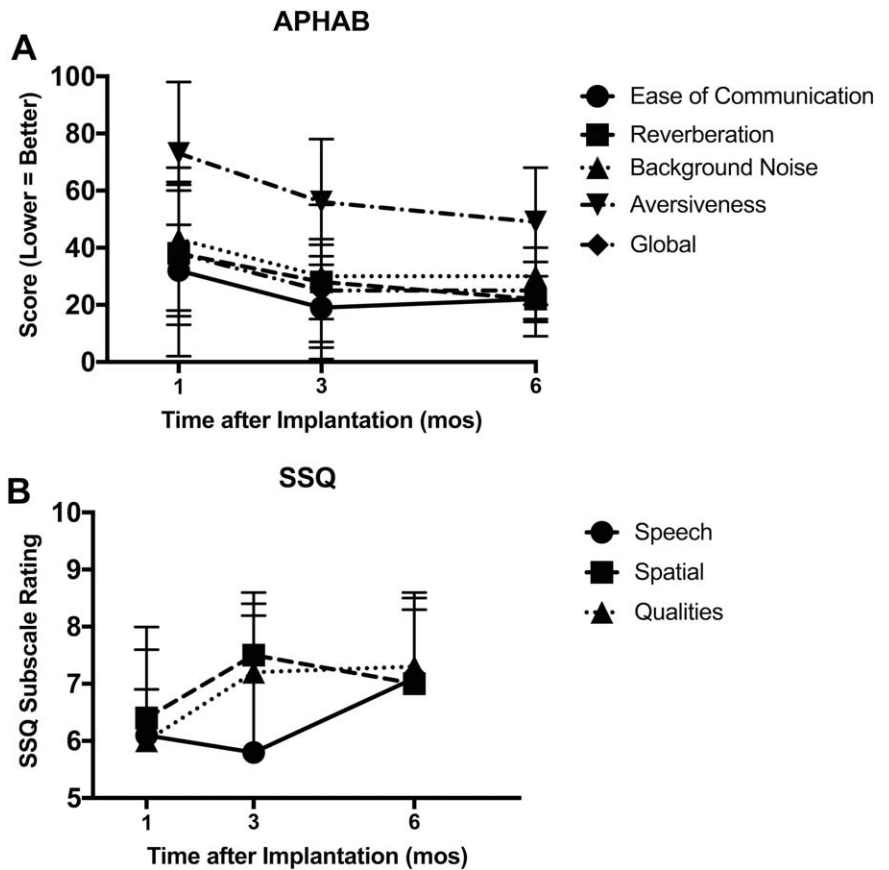 APHAB
A
Score (Lower = Better)
100
80
60
40
20
0
1
3
6
Time after Implantation (mos)
Ease of Communication
Reverberation
Background Noise
Aversiveness
Global
SSQ
B
SSQ Subscale Rating
10
9
8
7
6
5
1
3
6
Time after Implantation (mos)
Speech
Spatial
Qualities